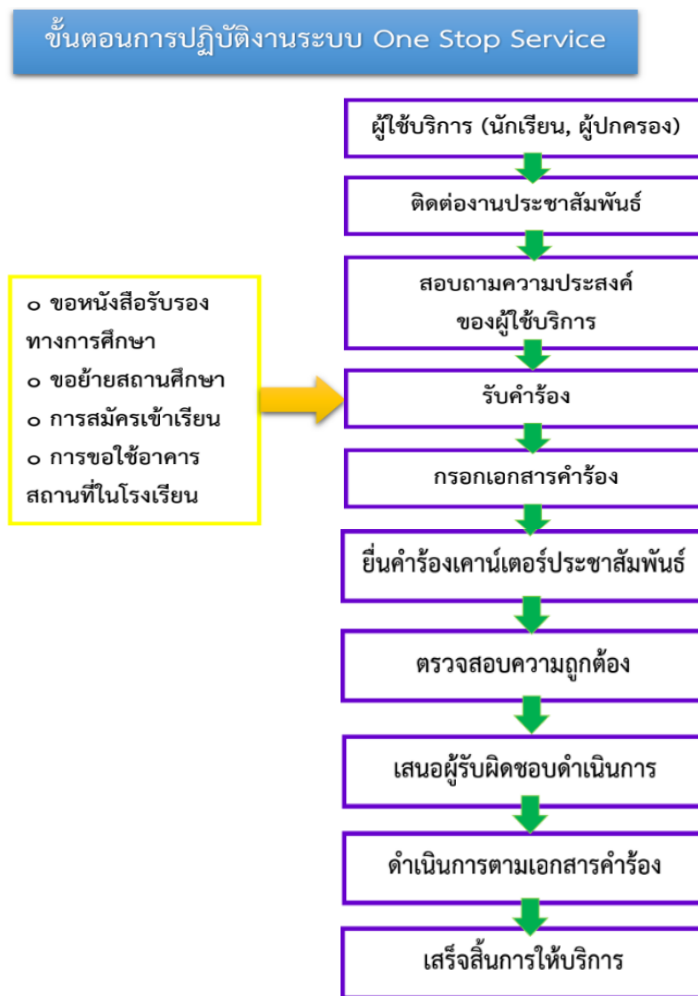 ขั้นตอนการปฏิบัติงานระบบ One Stop Service
ผู้ใช้บริการ (นักเรียน, ผู้ปกครอง)
ติดต่องานประชาสัมพันธ์
สอบถามความประสงค์
ของผู้ใช้บริการ
o ขอหนังสือรับรอง
ทางการศึกษา
o ขอย้ายสถานศึกษา
o การสมัครเข้าเรียน
o การขอใช้อาคาร
สถานที่ในโรงเรียน
รับคำร้อง
กรอกเอกสารคำร้อง
ยื่นคำร้องเคาน์เตอร์ประชาสัมพันธ์
ตรวจสอบความถูกต้อง
เสนอผู้รับผิดชอบดำเนินการ
ดำเนินการตามเอกสารคำร้อง
เสร็จสิ้นการให้บริการ